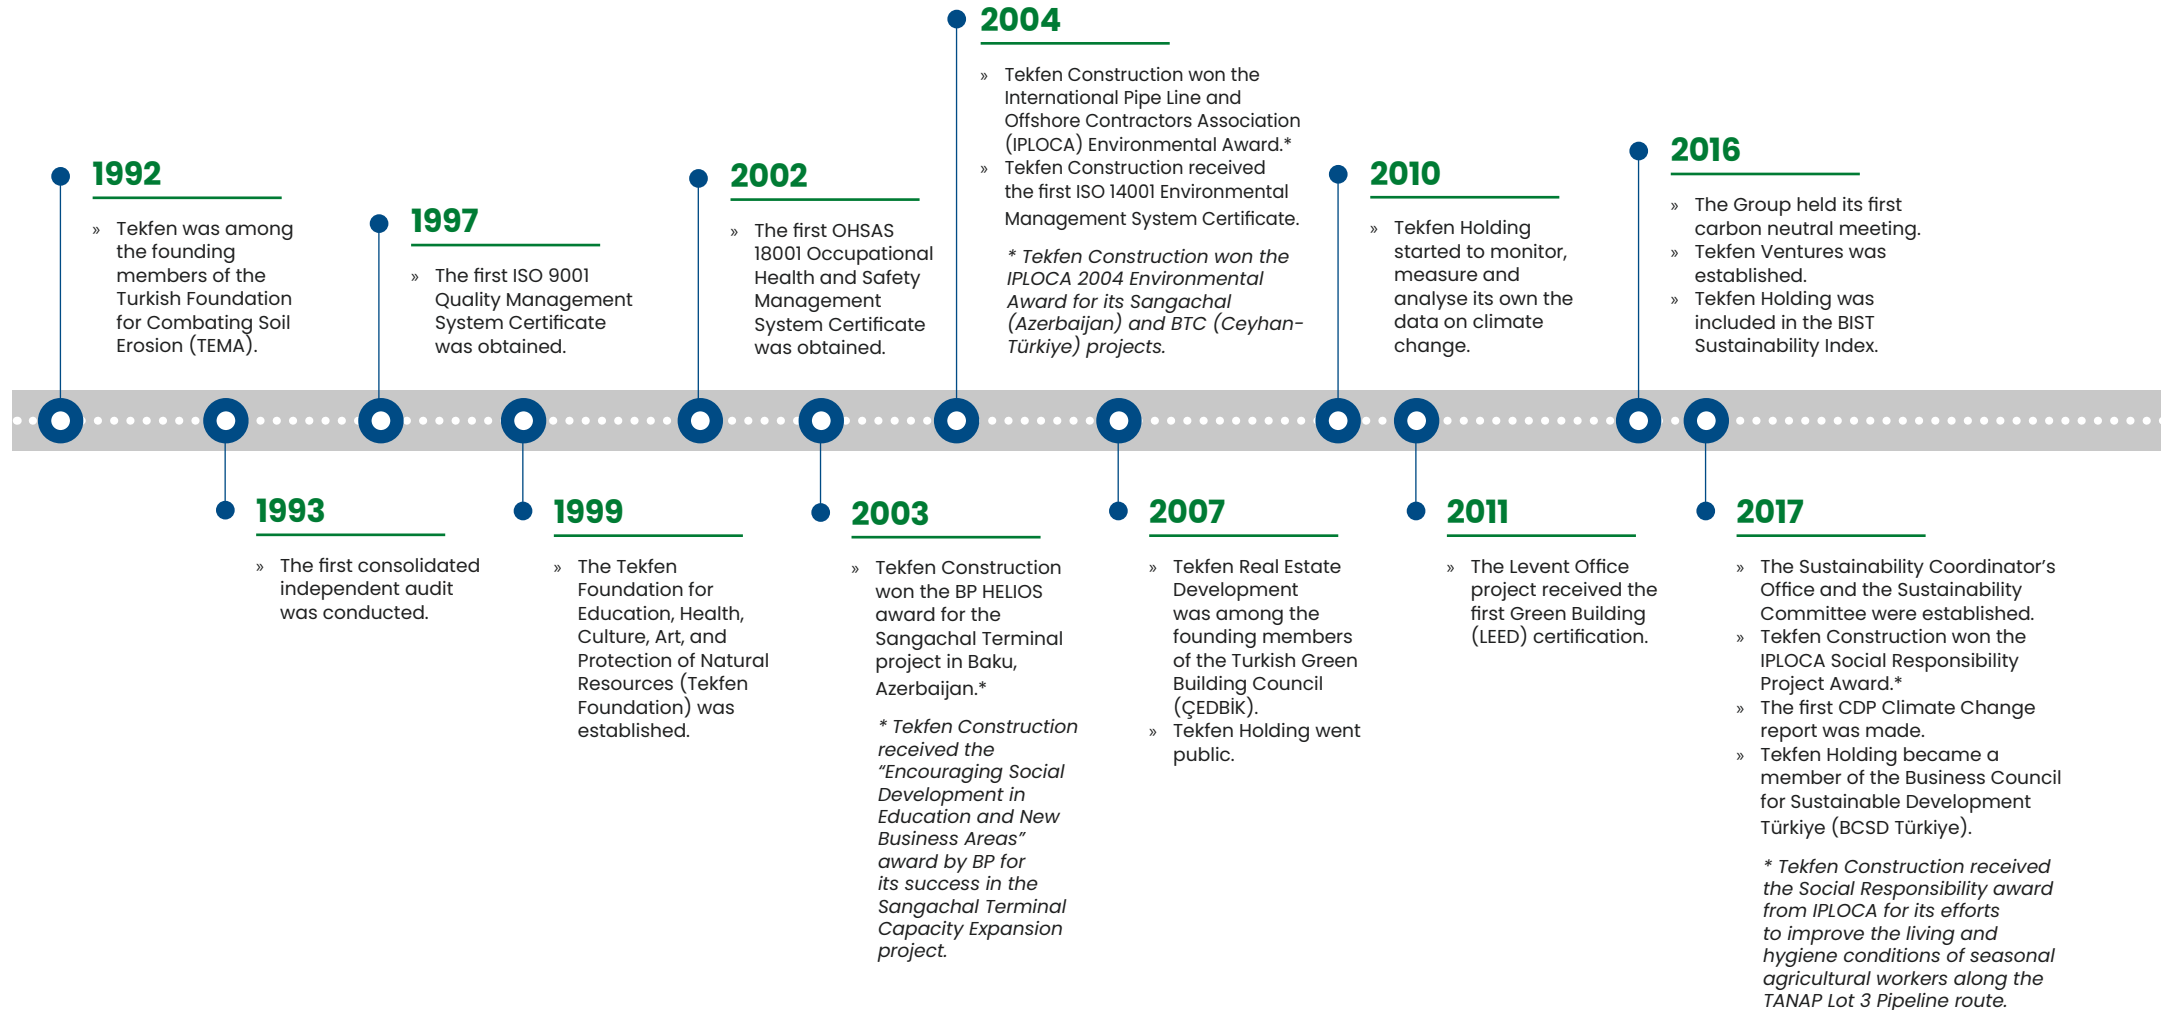 1992
» Tekfen was among
the founding
members of the
Turkish Foundation
for Combating Soil
Erosion (TEMA).
1993
» The first consolidated
independent audit
was conducted.
1997
» The first ISO 9001
Quality Management
System Certificate
was obtained.
1999
» The Tekfen
Foundation for
Education, Health,
Culture, Art, and
Protection of Natural
Resources (Tekfen
Foundation) was
established.
2002
» The first OHSAS
18001 Occupational
Health and Safety
Management
System Certificate
was obtained.
2003
» Tekfen Construction
won the BP HELIOS
award for the
Sangachal Terminal
project in Baku,
Azerbaijan.*
* Tekfen Construction
received the
“Encouraging Social
Development in
Education and New
Business Areas”
award by BP for
its success in the
Sangachal Terminal
Capacity Expansion
project.
2004
» Tekfen Construction won the
International Pipe Line and
Offshore Contractors Association
(IPLOCA) Environmental Award.*
» Tekfen Construction received
the first ISO 14001 Environmental
Management System Certificate.
* Tekfen Construction won the
IPLOCA 2004 Environmental
Award for its Sangachal
(Azerbaijan) and BTC (Ceyhan-
Türkiye) projects.
2007
» Tekfen Real Estate
Development
was among the
founding members
of the Turkish Green
Building Council
(ÇEDBİK).
» Tekfen Holding went
public.
2010
» Tekfen Holding
started to monitor,
measure and
analyse its own the
data on climate
change.
2011
» The Levent Office
project received the
first Green Building
(LEED) certification.
2016
» The Group held its first
carbon neutral meeting.
» Tekfen Ventures was
established.
» Tekfen Holding was
included in the BIST
Sustainability Index.
2017
» The Sustainability Coordinator’s
Office and the Sustainability
Committee were established.
» Tekfen Construction won the
IPLOCA Social Responsibility
Project Award.*
» The first CDP Climate Change
report was made.
» Tekfen Holding became a
member of the Business Council
for Sustainable Development
Türkiye (BCSD Türkiye).
* Tekfen Construction received
the Social Responsibility award
from IPLOCA for its efforts
to improve the living and
hygiene conditions of seasonal
agricultural workers along the
TANAP Lot 3 Pipeline route.